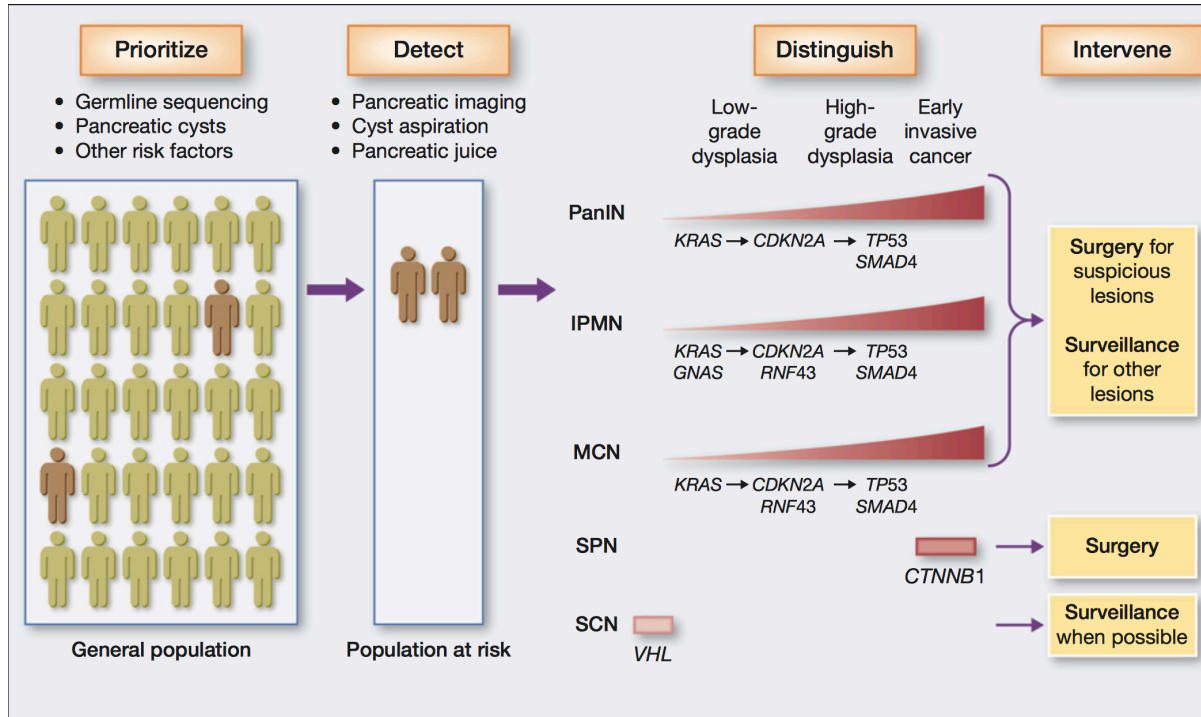 Prioritize
• Germline sequencing
• Pancreatic cysts
• Other risk factors
General population
Detect
• Pancreatic imaging
• Cyst aspiration
• Pancreatic juice
Population at risk
Distinguish
Low-
grade
dysplasia
High-
grade
dysplasia
Early
invasive
cancer
PanIN
KRAS → CDKN2A → TP53
SMAD4
IPMN
KRAS → CDKN2A → TP53
GNAS RNF43 SMAD4
MCN
KRAS → CDKN2A → TP53
RNF43 SMAD4
SPN
CTNNB1
SCN
VHL
Intervene
Surgery for
suspicious
lesions
Surveillance
for other
lesions
Surgery
Surveillance
when possible